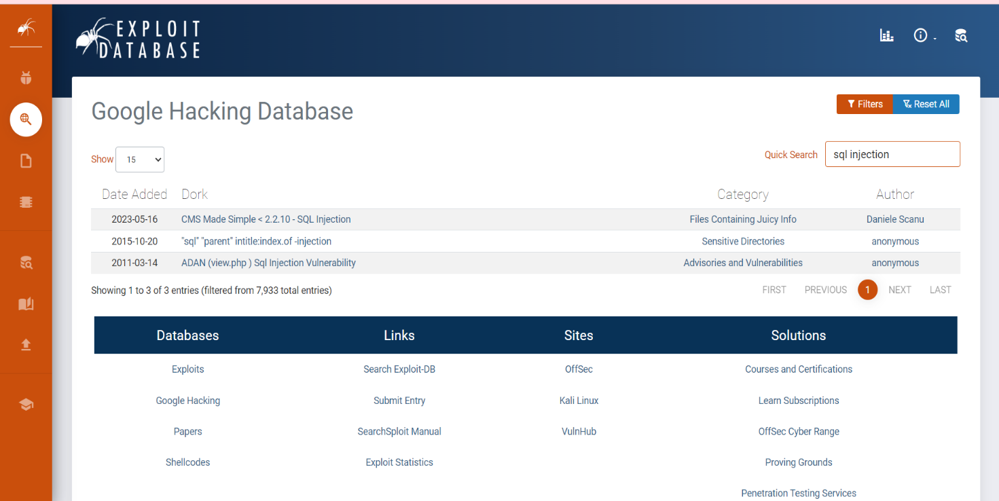 EXPLOIT
DATABASE
Google Hacking Database
Filters Reset All
Show 15
Quick Search sql injection
Date Added Dork Category Author
2023-05-16 CMS Made Simple < 2.2.10 - SQL Injection Files Containing Juicy Info Daniele Scanu
2015-10-20 "sql" "parent" intitle:index.of -injection Sensitive Directories anonymous
2011-03-14 ADAN (view.php ) Sql Injection Vulnerability Advisories and Vulnerabilities anonymous
Showing 1 to 3 of 3 entries (filtered from 7,933 total entries) FIRST PREVIOUS 1 NEXT LAST
Databases Links Sites Solutions
Exploits Search Exploit-DB OffSec Courses and Certifications
Google Hacking Submit Entry Kali Linux Learn Subscriptions
Papers SearchSploit Manual VulnHub OffSec Cyber Range
Shellcodes Exploit Statistics Proving Grounds
Penetration Testing Services